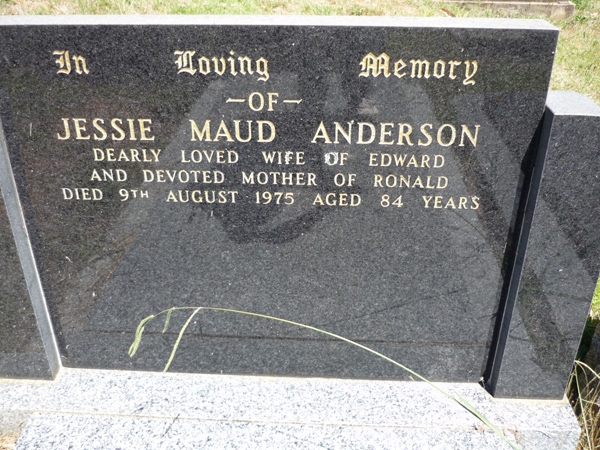 In Loving Memory
— OF —
JESSIE MAUD ANDERSON
DEARLY LOVED WIFE OF EDWARD
AND DEVOTED MOTHER OF RONALD
DIED 9TH AUGUST 1975 AGED 84 YEARS